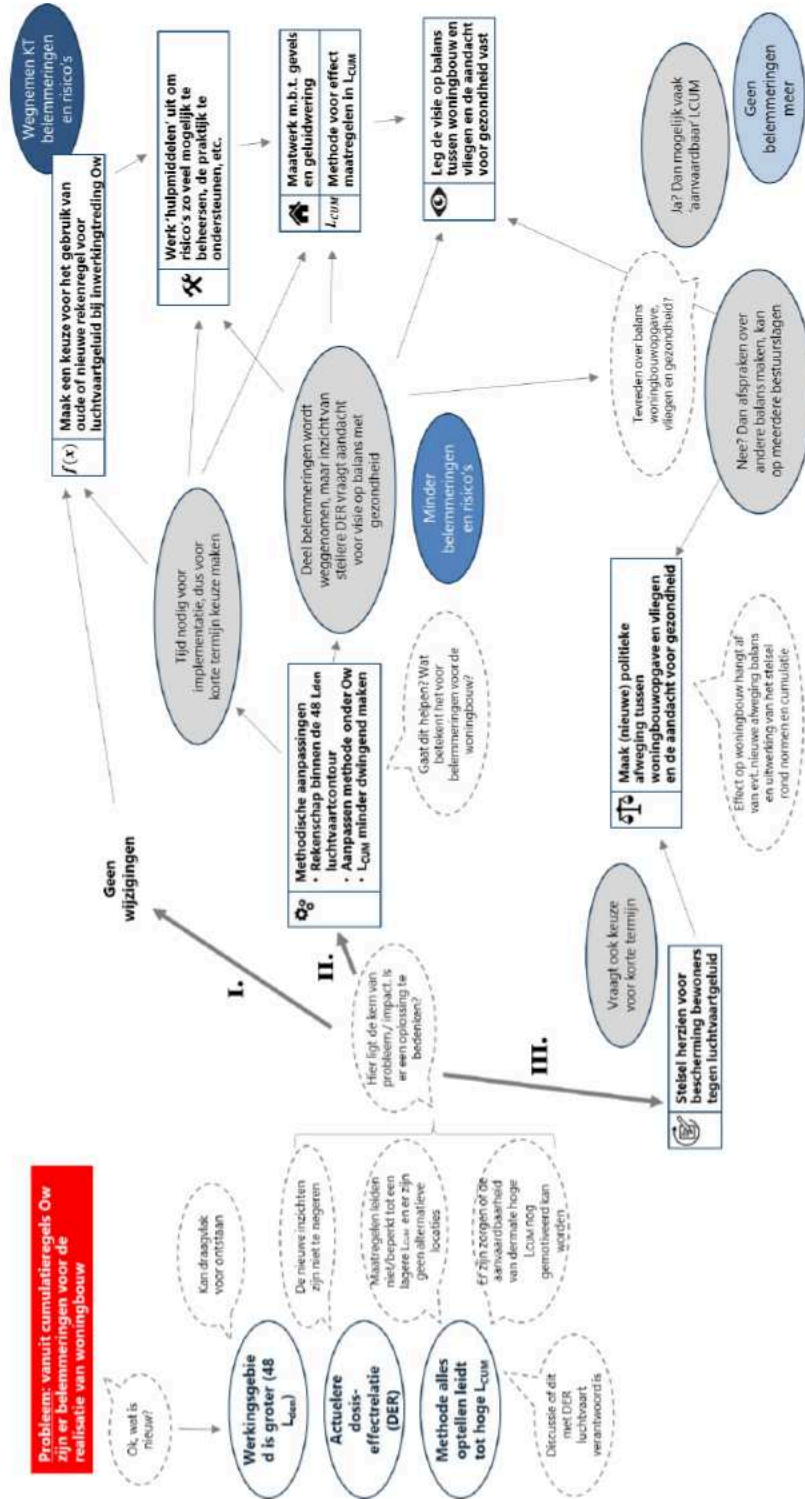 Probleem: vanuit cumulatieregels Ow
zijn er belemmeringen voor de
realisatie van woningbouw
Ok, wat is
nieuw?
Werkingsgebie
d is groter (48
Lden)
Kan draagvlak
voor ontstaan
Actuelere
dosis-
effectrelatie
(DER)
De nieuwe inzichten
zijn niet te negeren
Methode alles
optellen leidt
tot hoge LCUM
Maatregelen leiden
niet/beperkt tot een
lagere LCUM en er zijn
geen alternatieve
locaties
Er zijn zorgen of de
aanvaardbaarheid
van dermate hoge
LCUM nog
gemotiveerd kan
worden
Discussie of dit
met DER
luchtvaart
verantwoord is
Hier ligt de kern van
probleem / impact. Is
er een oplossing te
bedenken?
I.
II.
III.
Geen
wijzigingen
Methodische aanpassingen
• Rekenschap binnen de 48 Lden
luchtvaartcontour
• Aanpassen methode onder Ow
• LCUM minder dwingend maken
Gaat dit helpen? Wat
betekent het voor
belemmeringen voor de
woningbouw?
Stelsel herzien voor
bescherming bewoners
tegen luchtvaartgeluid
Vraagt ook keuze
voor korte termijn
Maak (nieuwe) politieke
afweging tussen
woningbouwopgave en vliegen
en de aandacht voor gezondheid
Effect op woningbouw hangt af
van evt. nieuwe afweging balans
en uitwerking van het stelsel
rond normen en cumulatie
Tijd nodig voor
implementatie, dus voor
korte termijn keuze maken
Deel belemmeringen wordt
weggenomen, maar inzicht van
steilere DER vraagt aandacht
voor visie op balans met
gezondheid
Minder
belemmeringen
en risico's
Wegnemen KT
belemmeringen
en risico's
f(x)
Maak een keuze voor het gebruik van
oude of nieuwe rekenregel voor
luchtvaartgeluid bij inwerkingtreding Ow
Werk 'hulpmiddelen' uit om
risico's zo veel mogelijk te
beheersen, de praktijk te
ondersteunen, etc.
Maatwerk m.b.t. gevels
en geluidwering
LCUM
Methode voor effect
maatregelen in LCUM
Leg de visie op balans
tussen woningbouw en
vliegen en de aandacht
voor gezondheid vast
Tevreden over balans
woningbouwopgave,
vliegen en gezondheid?
Nee? Dan afspraken over
andere balans maken, kan
op meerdere bestuurslagen
Ja? Dan mogelijk vaak
'aanvaardbaar' LCUM
Geen
belemmeringen
meer